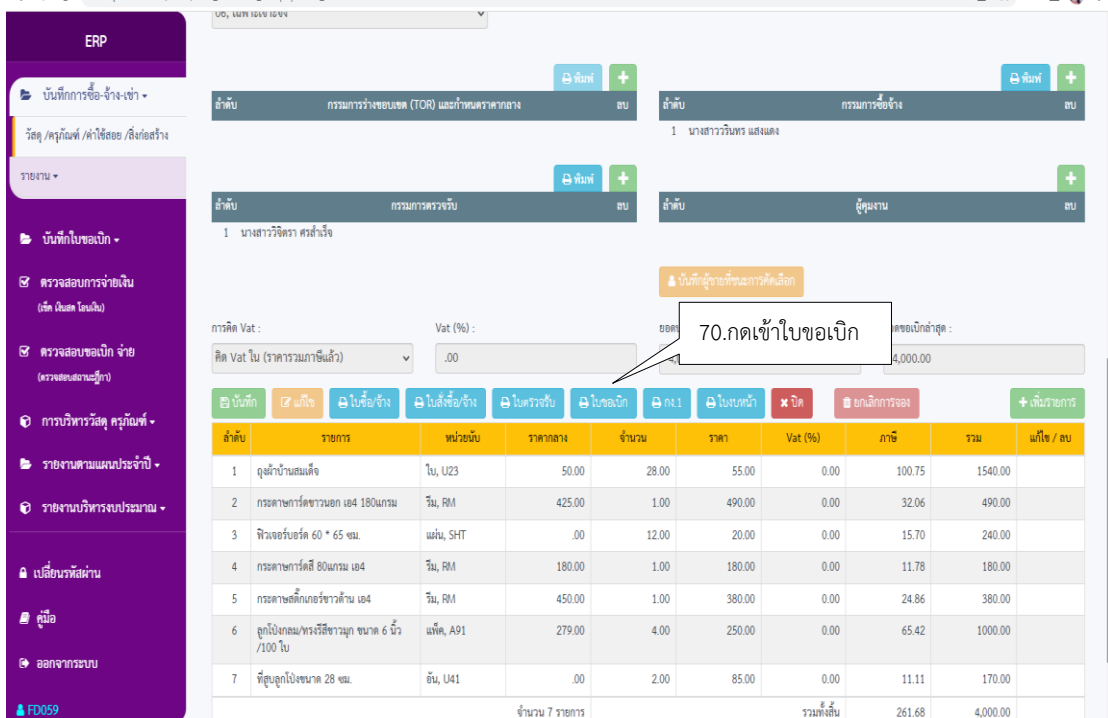 06, เฉพาะเจาะจง
ERP
บันทึกการซื้อ-จ้าง-เช่า
วัสดุ /ครุภัณฑ์ /ค่าใช้สอย /สิ่งก่อสร้าง
รายงาน
บันทึกใบขอเบิก
ตรวจสอบการจ่ายเงิน
(เช็ค เงินสด โอนเงิน)
ตรวจสอบขอเบิก จ่าย
(ตรวจสอบสถานะฎีกา)
การบริหารวัสดุ ครุภัณฑ์
รายงานตามแผนประจำปี
รายงานบริหารงบประมาณ
เปลี่ยนรหัสผ่าน
คู่มือ
ออกจากระบบ
FD059
พิมพ์ +
ลำดับ กรรมการร่างขอบเขต (TOR) และกำหนดราคากลาง ลบ
พิมพ์ +
ลำดับ กรรมการซื้อจ้าง ลบ
1 นางสาววรินทร แสงแดง
พิมพ์ +
ลำดับ กรรมการตรวจรับ ลบ
1 นางสาววิจิตรา ศรสำเร็จ
+
ลำดับ ผู้คุมงาน ลบ
บันทึกผู้ขายที่ชนะการคัดเลือก
70.กดเข้าใบขอเบิก
การคิด Vat : Vat (%) : ขอเบิกล่าสุด :
คิด Vat ใน (ราคารวมภาษีแล้ว) .00 4,000.00
บันทึก แก้ไข ใบซื้อ/จ้าง ใบสั่งซื้อ/จ้าง ใบตรวจรับ ใบขอเบิก กง.1 ใบงบหน้า ปิด ยกเลิกการจอง +เพิ่มรายการ
ลำดับ รายการ หน่วยนับ ราคากลาง จำนวน ราคา Vat (%) ภาษี รวม แก้ไข / ลบ
1 ถุงผ้าบ้านสมเด็จ ใบ, U23 50.00 28.00 55.00 0.00 100.75 1540.00
2 กระดาษการ์ดขาวนอก เอ4 180แกรม รีม, RM 425.00 1.00 490.00 0.00 32.06 490.00
3 ฟิวเจอร์บอร์ด 60 * 65 ซม. แผ่น, SHT .00 12.00 20.00 0.00 15.70 240.00
4 กระดาษการ์ดสี 80แกรม เอ4 รีม, RM 180.00 1.00 180.00 0.00 11.78 180.00
5 กระดาษสติ๊กเกอร์ขาวด้าน เอ4 รีม, RM 450.00 1.00 380.00 0.00 24.86 380.00
6 ลูกโป่งกลม/ทรงรีสีขาวมุก ขนาด 6 นิ้ว แพ็ค, A91 279.00 4.00 250.00 0.00 65.42 1000.00
/100 ใบ
7 ที่สูบลูกโป่งขนาด 28 ซม. อัน, U41 .00 2.00 85.00 0.00 11.11 170.00
จำนวน 7 รายการ รวมทั้งสิ้น 261.68 4,000.00